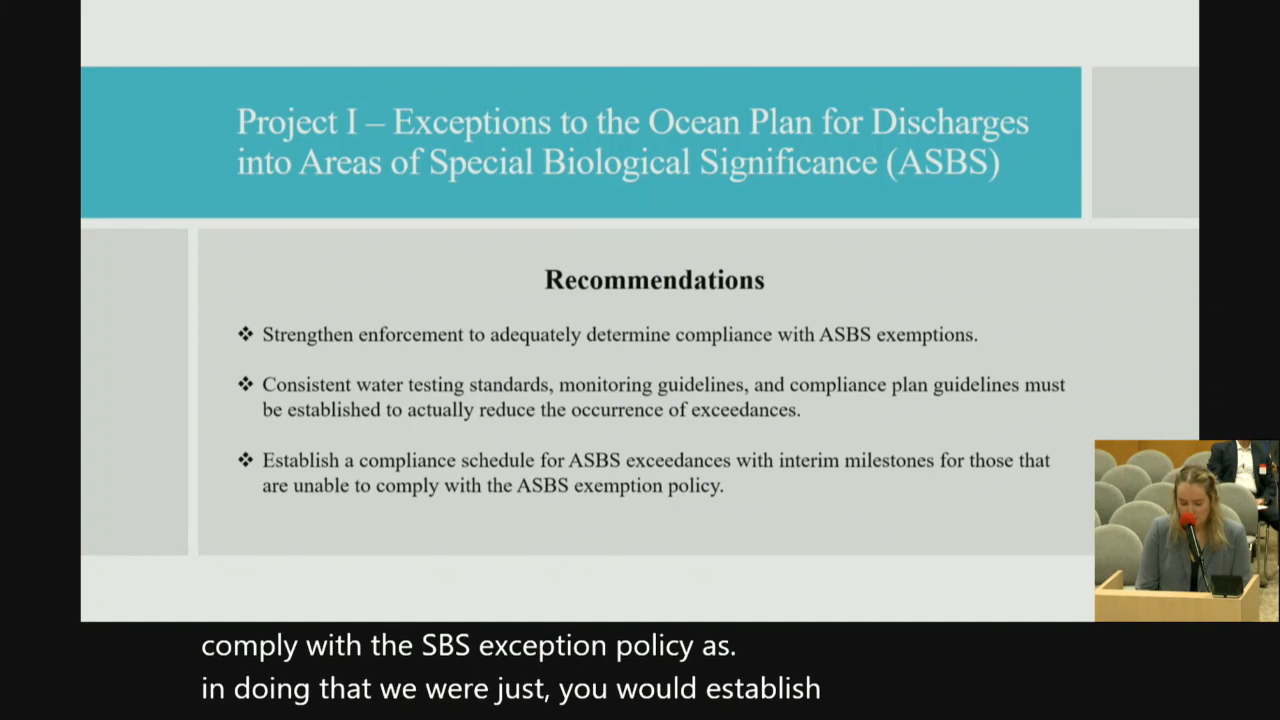 Project I – Exceptions to the Ocean Plan for Discharges
into Areas of Special Biological Significance (ASBS)
Recommendations
❖ Strengthen enforcement to adequately determine compliance with ASBS exemptions.
❖ Consistent water testing standards, monitoring guidelines, and compliance plan guidelines must
be established to actually reduce the occurrence of exceedances.
❖ Establish a compliance schedule for ASBS exceedances with interim milestones for those that
are unable to comply with the ASBS exemption policy.
comply with the SBS exception policy as.
in doing that we were just, you would establish